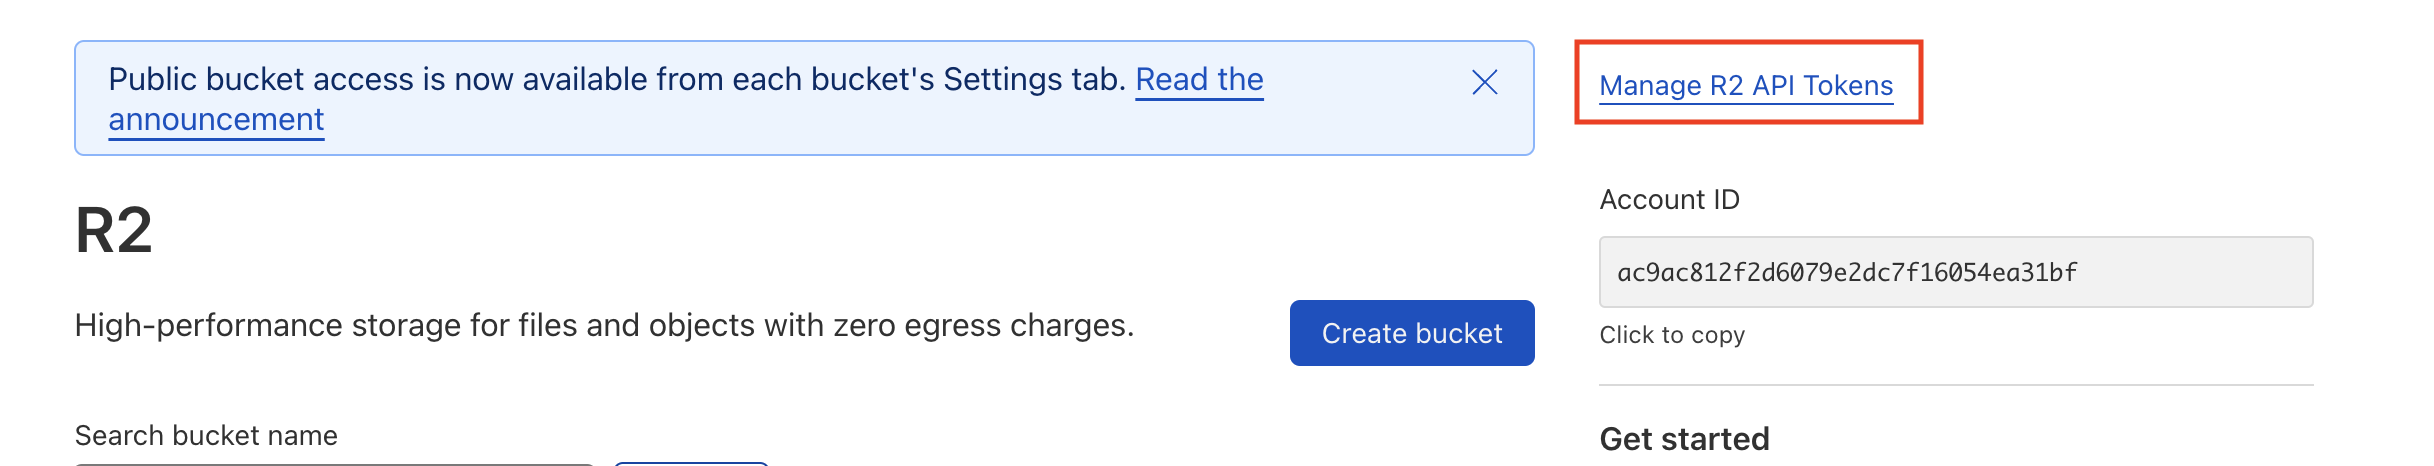 Public bucket access is now available from each bucket's Settings tab. Read the
announcement
Manage R2 API Tokens
R2
High-performance storage for files and objects with zero egress charges.
Create bucket
Search bucket name
Account ID
ac9ac812f2d6079e2dc7f16054ea31bf
Click to copy
Get started